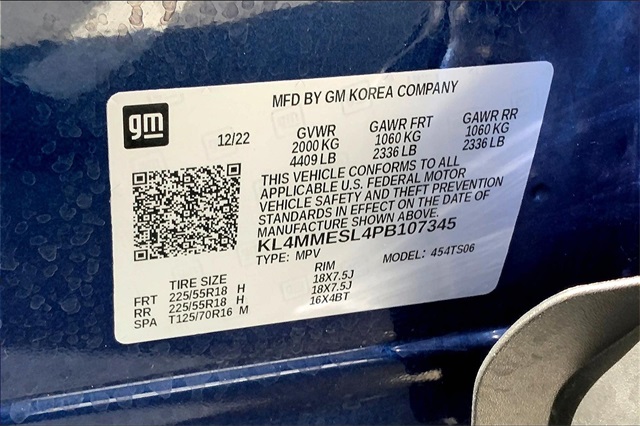 MFD BY GM KOREA COMPANY
gm
12/22
GVWR GAWR FRT GAWR RR
2000 KG 1060 KG 1060 KG
4409 LB 2336 LB 2336 LB
THIS VEHICLE CONFORMS TO ALL
APPLICABLE U.S. FEDERAL MOTOR
VEHICLE SAFETY AND THEFT PREVENTION
STANDARDS IN EFFECT ON THE DATE OF
MANUFACTURE SHOWN ABOVE.
KL4MMESL4PB107345
TYPE: MPV MODEL: 454TS06
TIRE SIZE RIM
FRT 225/55R18 H 18X7.5J
RR 225/55R18 H 18X7.5J
SPA T125/70R16 M 16X4BT